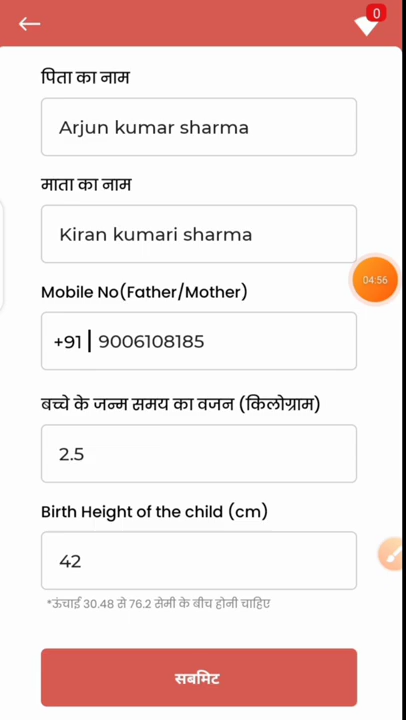 0
पिता का नाम
Arjun kumar sharma
माता का नाम
Kiran kumari sharma
Mobile No(Father/Mother)
+91 9006108185
04:56
बच्चे के जन्म समय का वजन (किलोग्राम)
2.5
Birth Height of the child (cm)
42
*ऊंचाई 30.48 से 76.2 सेमी के बीच होनी चाहिए
सबमिट